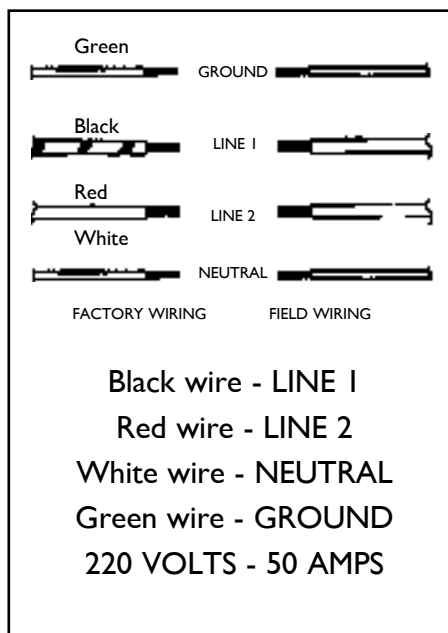 Green
GROUND
Black
LINE 1
Red
LINE 2
White
NEUTRAL
FACTORY WIRING FIELD WIRING
Black wire - LINE 1
Red wire - LINE 2
White wire - NEUTRAL
Green wire - GROUND
220 VOLTS - 50 AMPS